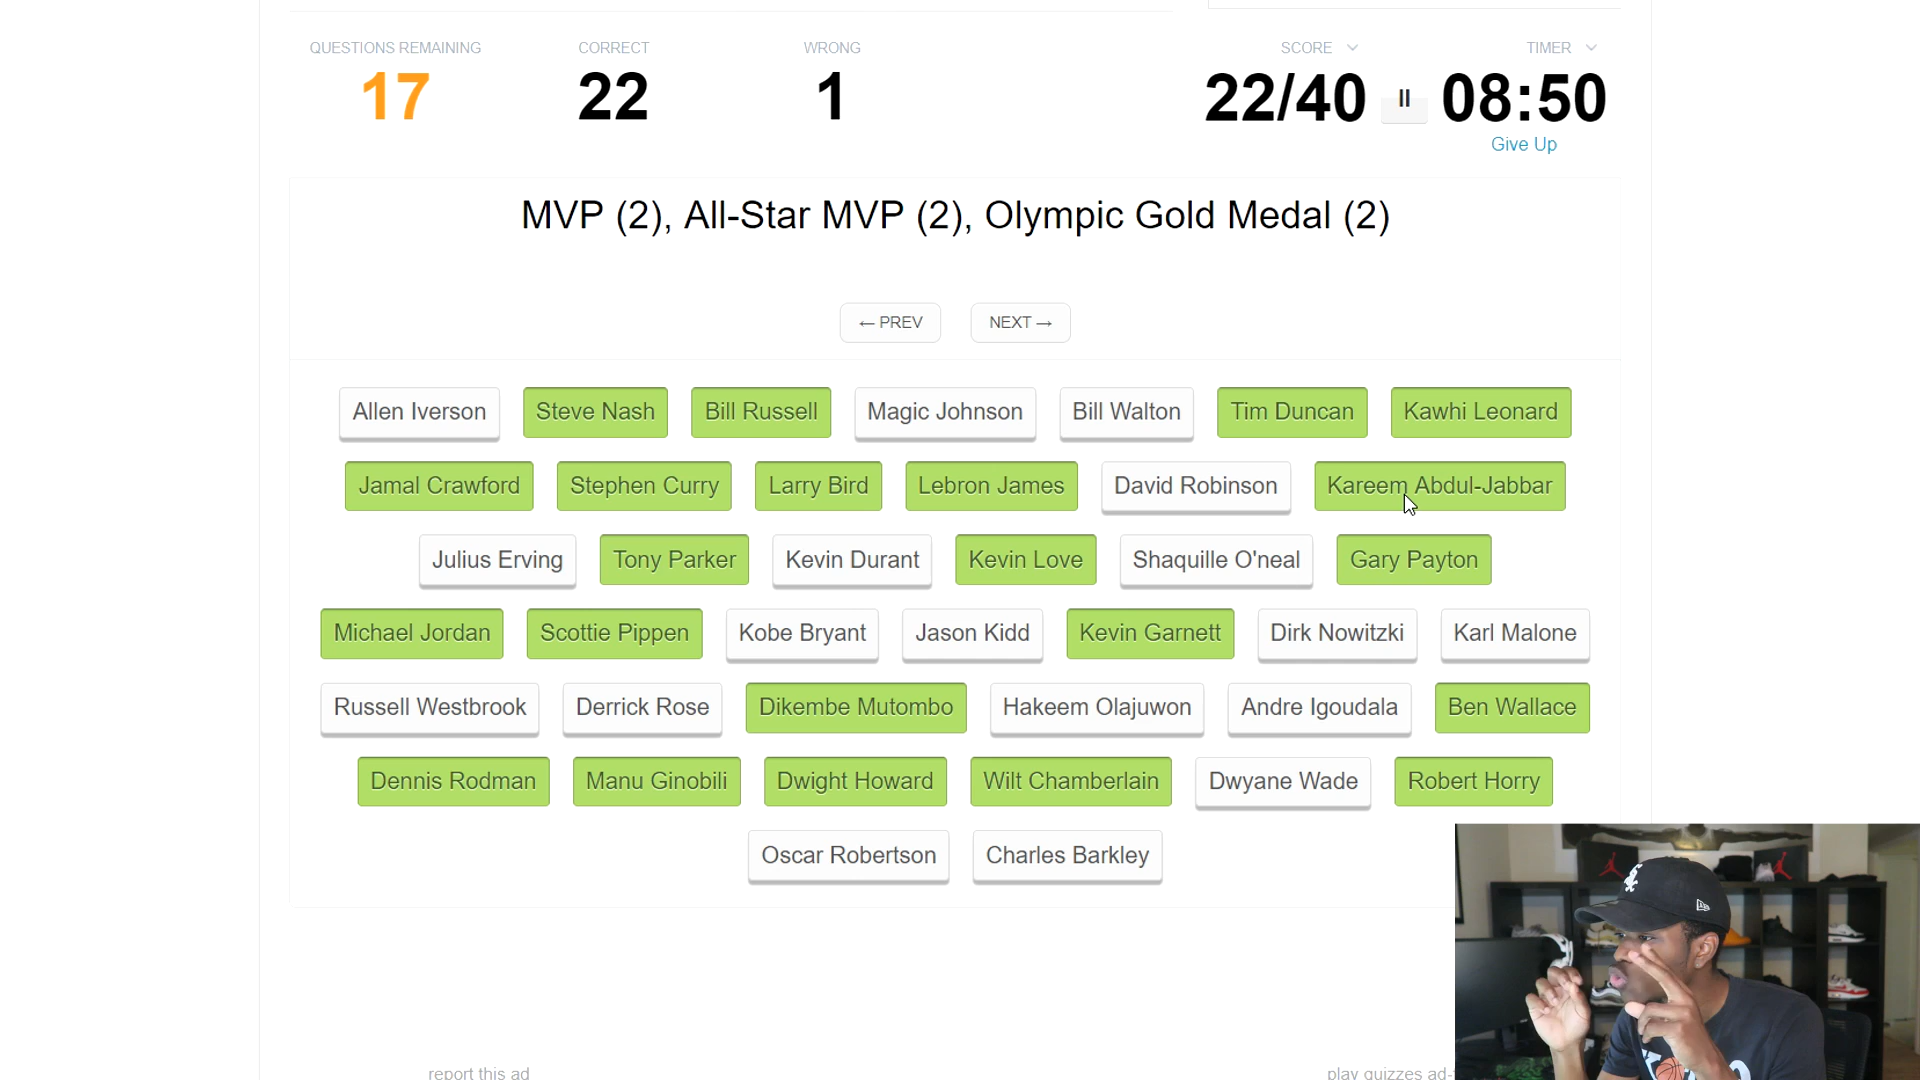 QUESTIONS REMAINING CORRECT WRONG SCORE TIMER
17 22 1 22/40 08:50
Give Up
MVP (2), All-Star MVP (2), Olympic Gold Medal (2)
← PREV NEXT →
Allen Iverson Steve Nash Bill Russell Magic Johnson Bill Walton Tim Duncan Kawhi Leonard
Jamal Crawford Stephen Curry Larry Bird Lebron James David Robinson Kareem Abdul-Jabbar
Julius Erving Tony Parker Kevin Durant Kevin Love Shaquille O'neal Gary Payton
Michael Jordan Scottie Pippen Kobe Bryant Jason Kidd Kevin Garnett Dirk Nowitzki Karl Malone
Russell Westbrook Derrick Rose Dikembe Mutombo Hakeem Olajuwon Andre Igoudala Ben Wallace
Dennis Rodman Manu Ginobili Dwight Howard Wilt Chamberlain Dwyane Wade Robert Horry
Oscar Robertson Charles Barkley
report this ad play quizzes ad-